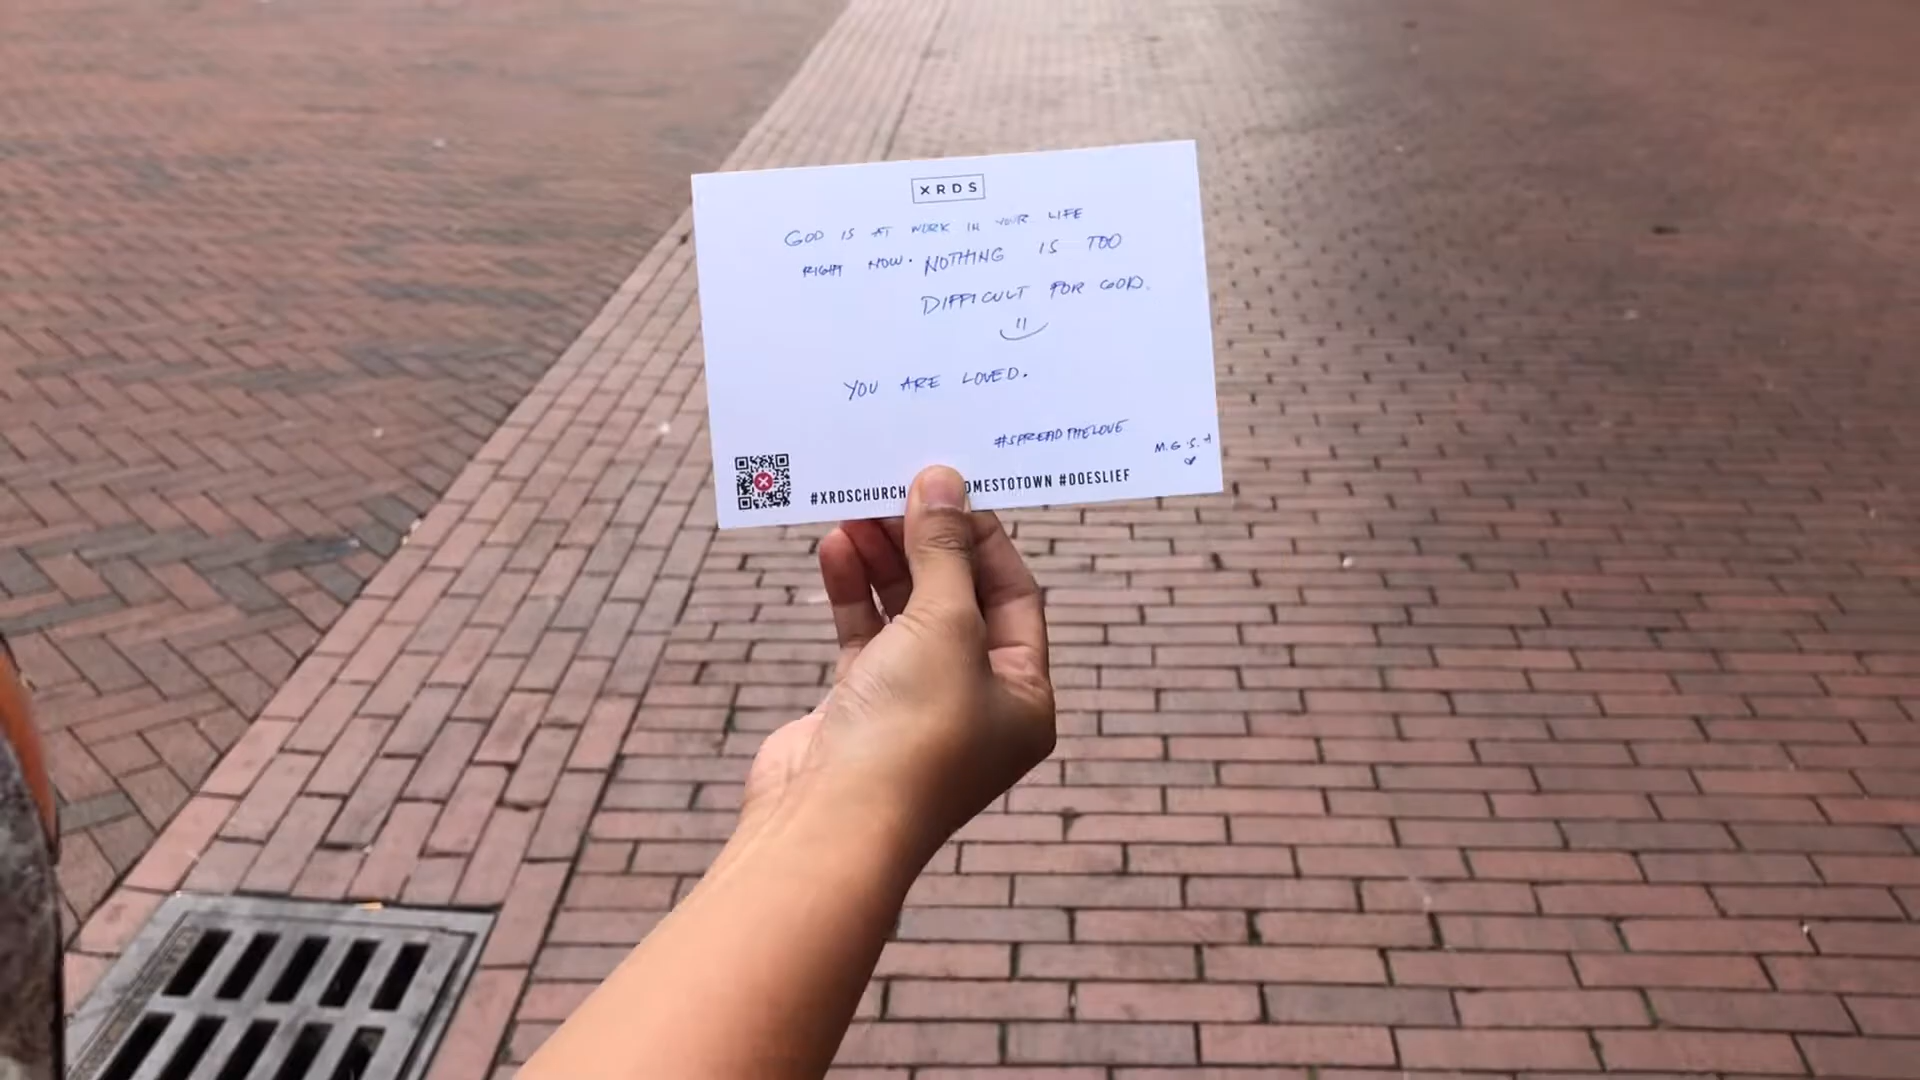 XRDS
GOD IS AT WORK IN YOUR LIFE
RIGHT NOW. NOTHING IS TOO
DIFFICULT FOR GOD.
YOU ARE LOVED.
#SPREADTHELOVE
M.G.S.A
#XRDSCHURCH OMESTOTOWN #DOESLIEF